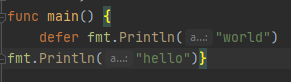 func main() {
    defer fmt.Println( a...: "world")
fmt.Println( a...: "hello")}